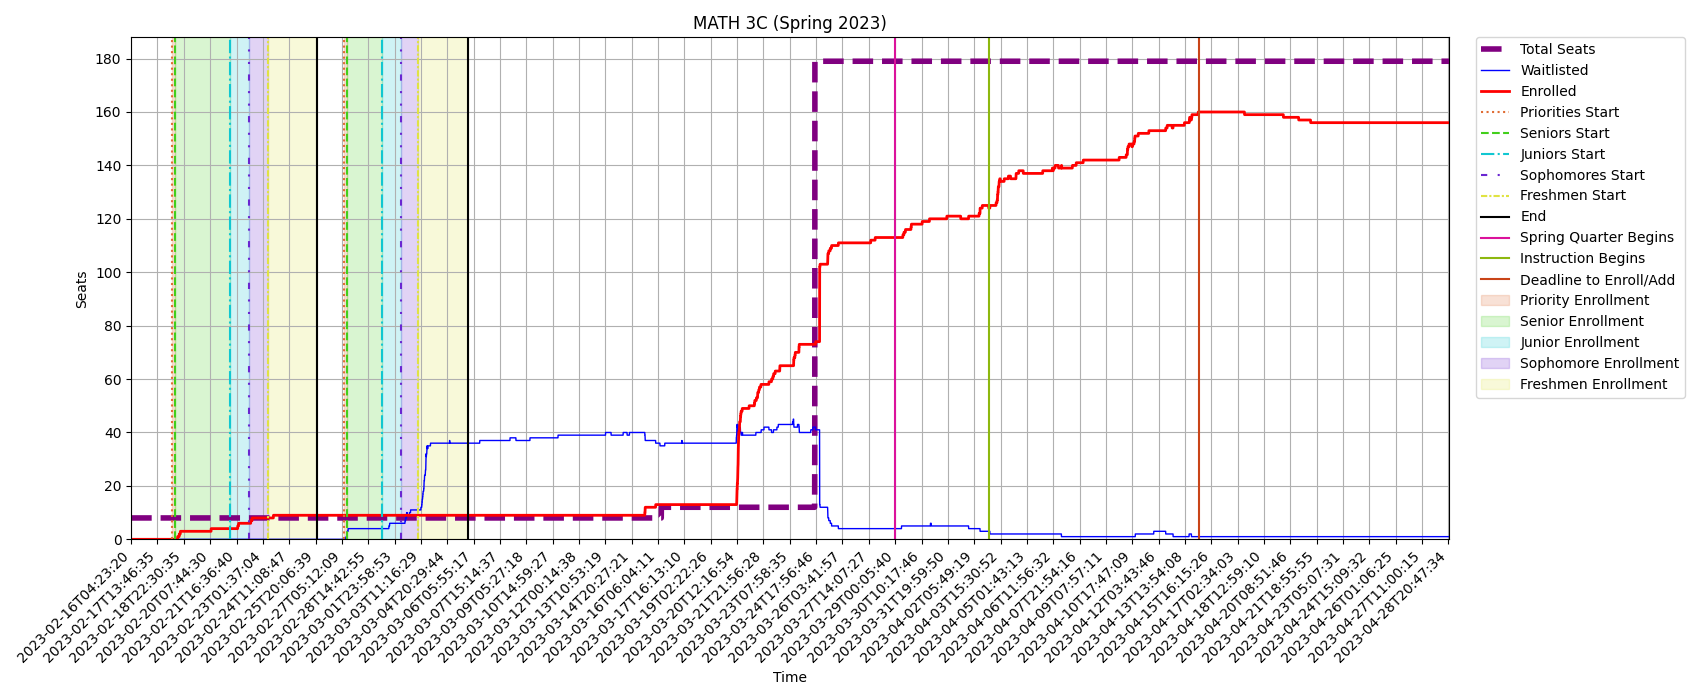 MATH 3C (Spring 2023)
Seats
180
160
140
120
100
80
60
40
20
0
2023-02-16T04:23:20
2023-02-17T13:46:35
2023-02-18T22:30:35
2023-02-20T07:44:30
2023-02-21T16:36:40
2023-02-23T01:37:04
2023-02-24T11:08:47
2023-02-25T20:06:39
2023-02-27T05:12:09
2023-02-28T14:42:55
2023-03-01T23:58:53
2023-03-03T11:16:29
2023-03-04T20:29:44
2023-03-06T05:55:17
2023-03-07T15:14:37
2023-03-09T05:27:18
2023-03-10T14:59:27
2023-03-12T00:14:38
2023-03-13T10:53:19
2023-03-14T20:27:21
2023-03-16T06:04:11
2023-03-17T16:13:10
2023-03-19T02:22:26
2023-03-20T12:16:54
2023-03-21T21:56:28
2023-03-23T07:58:35
2023-03-24T17:56:46
2023-03-26T03:41:57
2023-03-27T14:07:27
2023-03-29T00:05:40
2023-03-30T10:17:46
2023-03-31T19:59:50
2023-04-02T05:49:19
2023-04-03T15:30:52
2023-04-05T01:43:13
2023-04-06T11:56:32
2023-04-07T21:54:16
2023-04-09T07:57:11
2023-04-10T17:47:09
2023-04-12T03:43:46
2023-04-13T13:54:08
2023-04-15T16:15:26
2023-04-17T02:34:03
2023-04-18T12:59:10
2023-04-20T08:51:46
2023-04-21T18:55:55
2023-04-23T05:07:31
2023-04-24T15:09:32
2023-04-26T01:06:25
2023-04-27T11:00:15
2023-04-28T20:47:34
Time
Total Seats
Waitlisted
Enrolled
Priorities Start
Seniors Start
Juniors Start
Sophomores Start
Freshmen Start
End
Spring Quarter Begins
Instruction Begins
Deadline to Enroll/Add
Priority Enrollment
Senior Enrollment
Junior Enrollment
Sophomore Enrollment
Freshmen Enrollment